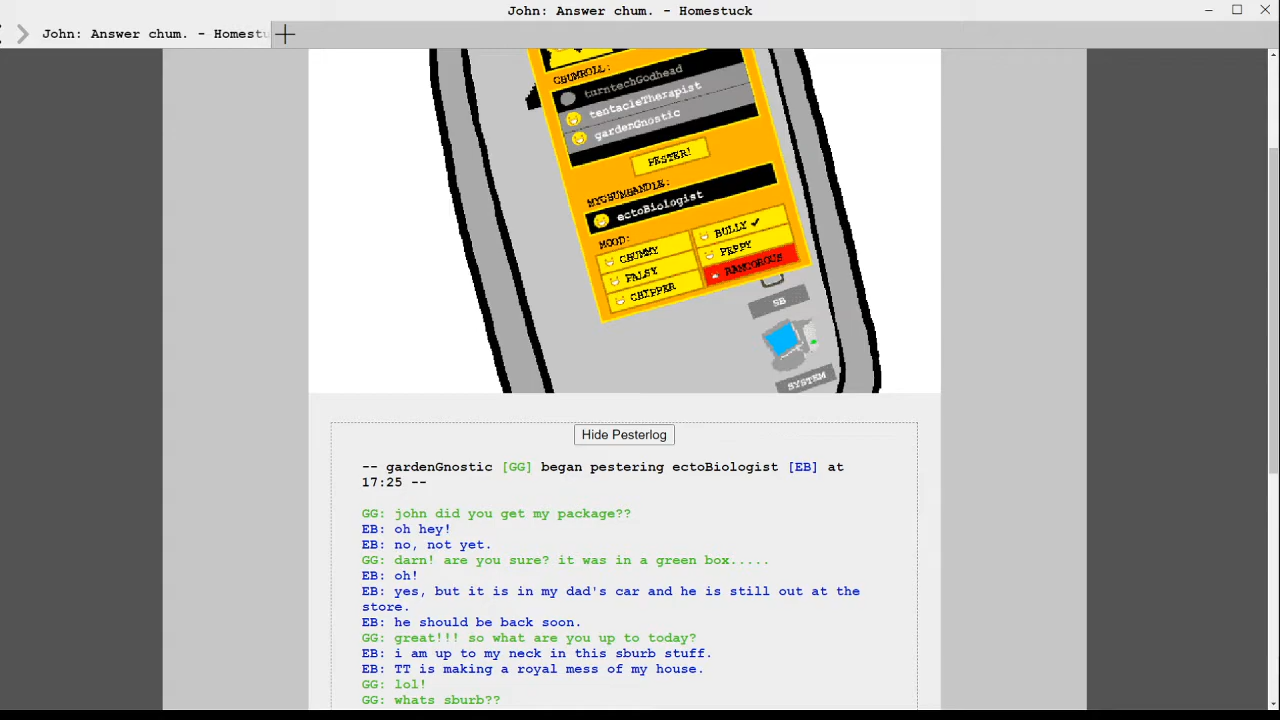 John: Answer chum. - Homestuck
John: Answer chum. - Homestu
CHUMROLL:
turntechGodhead
tentacleTherapist
gardenGnostic
PESTER!
MYCHUMHANDLE:
ectoBiologist
MOOD:
CHUMMY
BULLY
FALSY
PEPPY
CHIPPER
RANCOROUS
SB
SYSTEM
Hide Pesterlog
-- gardenGnostic [GG] began pestering ectoBiologist [EB] at
17:25 --
GG: john did you get my package??
EB: oh hey!
EB: no, not yet.
GG: darn! are you sure? it was in a green box.....
EB: oh!
EB: yes, but it is in my dad's car and he is still out at the
store.
EB: he should be back soon.
GG: great!!! so what are you up to today?
EB: i am up to my neck in this sburb stuff.
EB: TT is making a royal mess of my house.
GG: lol!
GG: whats sburb??